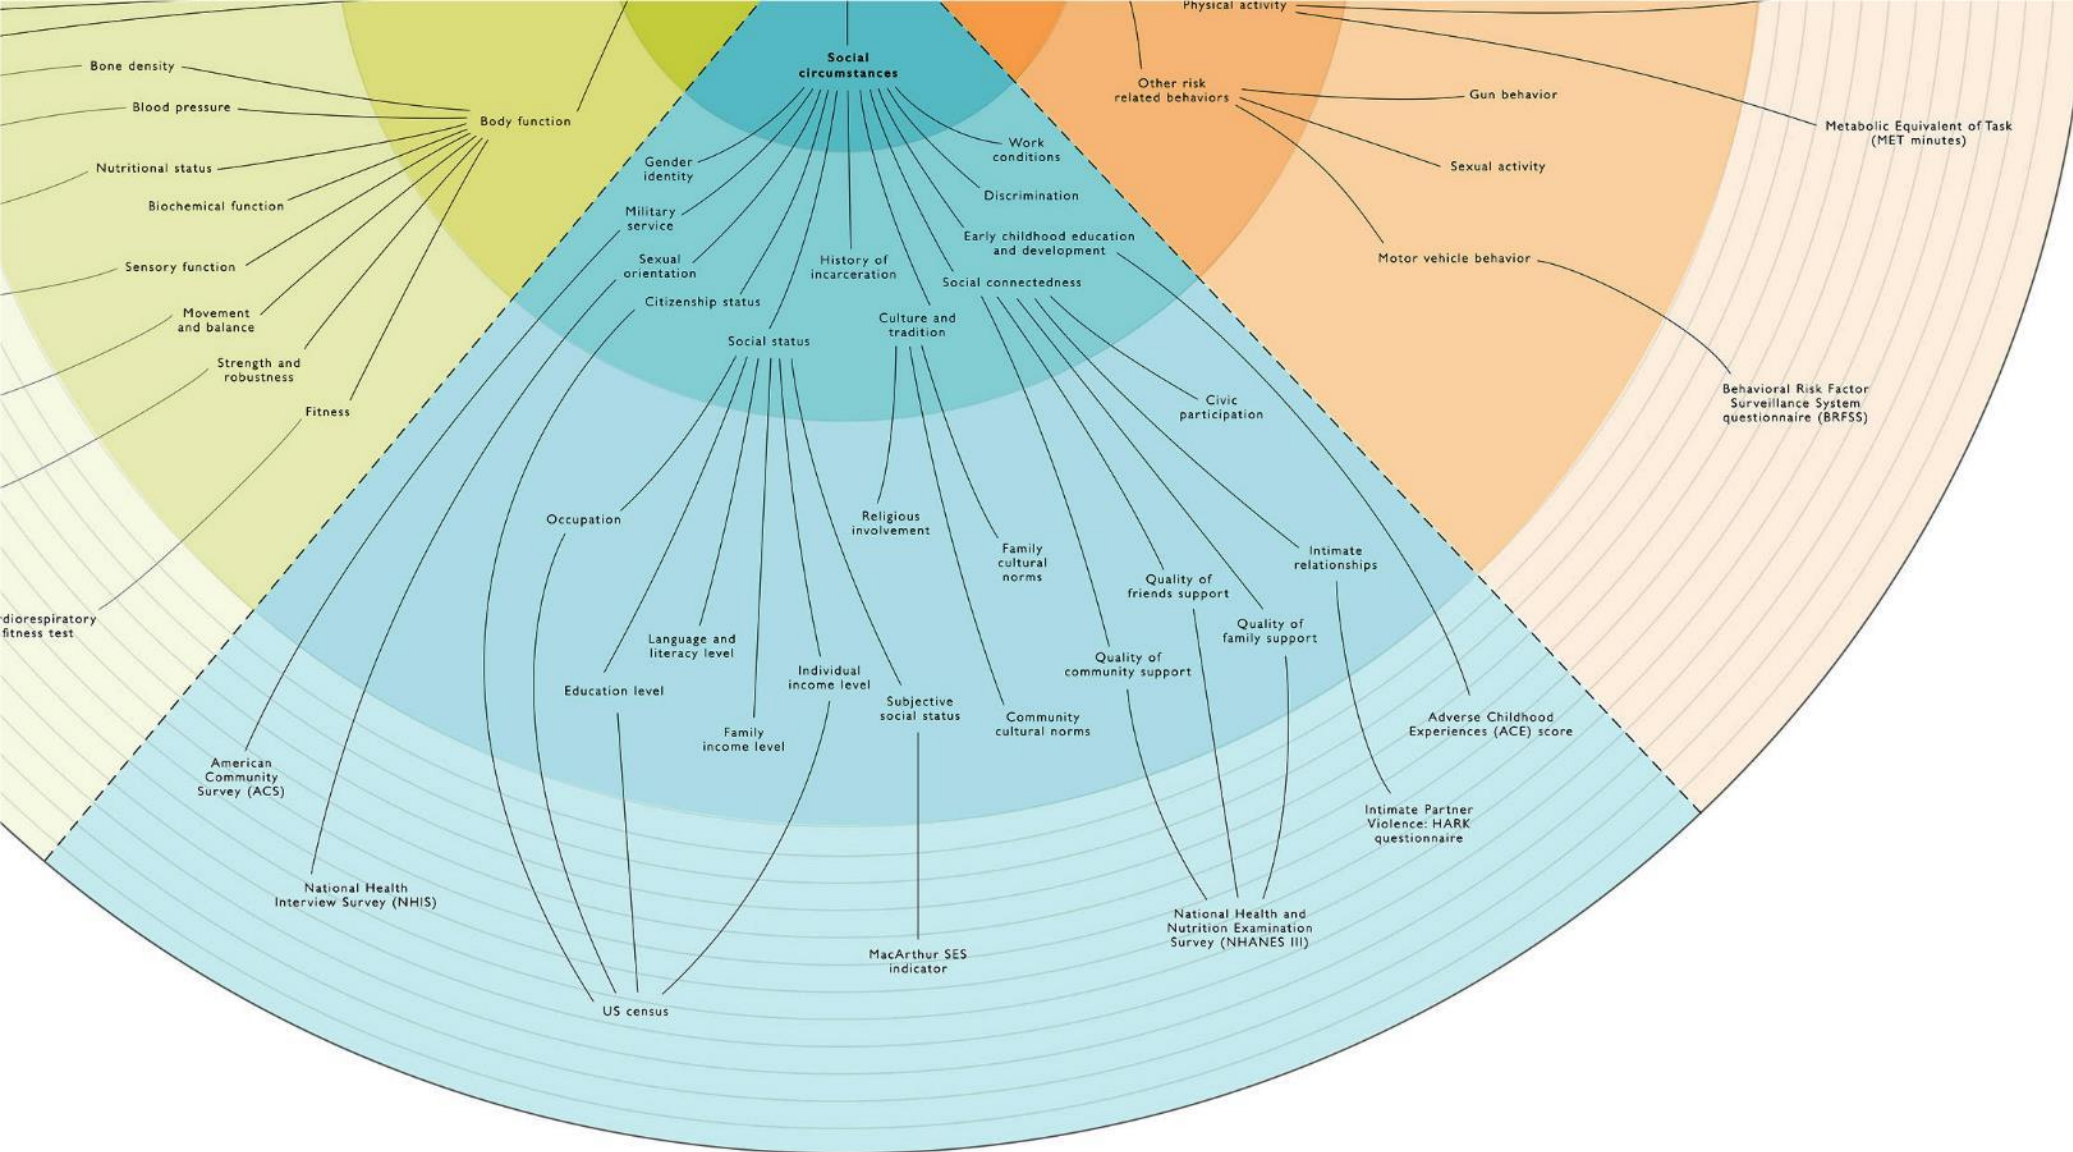 Physical activity
Social
circumstances
Bone density
Blood pressure
Body function
Nutritional status
Biochemical function
Sensory function
Movement
and balance
Strength and
robustness
Fitness
diorespiratory
fitness test
Gender
identity
Military
service
Sexual
orientation
Citizenship status
Social status
History of
incarceration
Culture and
tradition
Social connectedness
Early childhood education
and development
Discrimination
Work
conditions
Other risk
related behaviors
Gun behavior
Sexual activity
Motor vehicle behavior
Metabolic Equivalent of Task
(MET minutes)
Behavioral Risk Factor
Surveillance System
questionnaire (BRFSS)
Civic
participation
Occupation
Religious
involvement
Family
cultural
norms
Intimate
relationships
Quality of
friends support
Quality of
family support
Quality of
community support
Language and
literacy level
Education level
Individual
income level
Family
income level
Subjective
social status
Community
cultural norms
Adverse Childhood
Experiences (ACE) score
American
Community
Survey (ACS)
National Health
Interview Survey (NHIS)
Intimate Partner
Violence: HARK
questionnaire
National Health and
Nutrition Examination
Survey (NHANES III)
MacArthur SES
indicator
US census